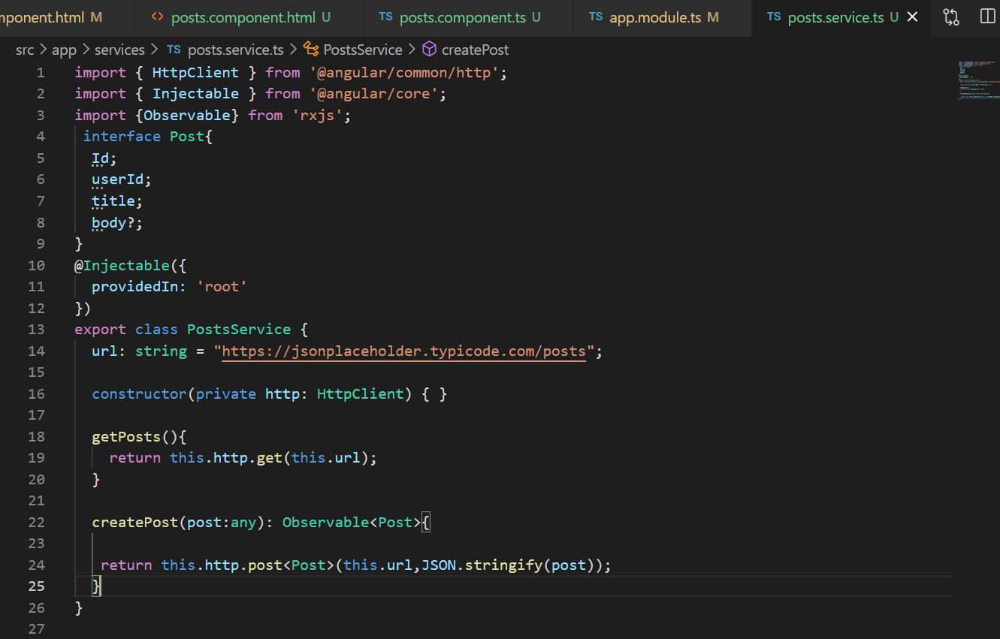 mponent.html M <> posts.component.html U TS posts.component.ts U TS app.module.ts M TS posts.service.ts U
src > app > services > TS posts.service.ts > PostsService > createPost
1 import { HttpClient } from '@angular/common/http';
2 import { Injectable } from '@angular/core';
3 import {Observable} from 'rxjs';
4  interface Post{
5   Id;
6   userId;
7   title;
8   body?;
9 }
10 @Injectable({
11   providedIn: 'root'
12 })
13 export class PostsService {
14   url: string = "https://jsonplaceholder.typicode.com/posts";
15
16   constructor(private http: HttpClient) { }
17
18   getPosts(){
19     return this.http.get(this.url);
20   }
21
22   createPost(post:any): Observable<Post>{
23
24    return this.http.post<Post>(this.url,JSON.stringify(post));
25   }
26 }
27